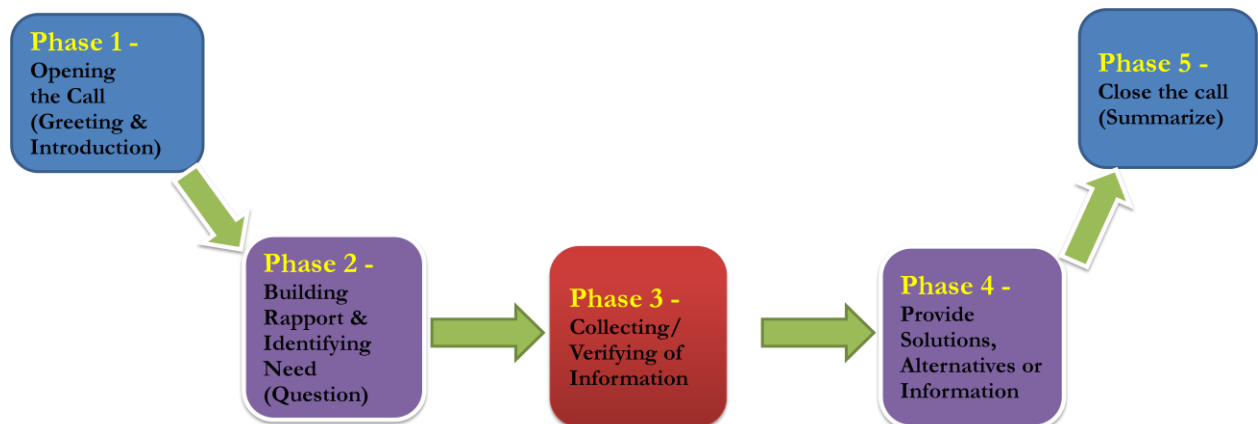 Phase 1 -
Opening
the Call
(Greeting &
Introduction)
Phase 2 -
Building
Rapport &
Identifying
Need
(Question)
Phase 3 -
Collecting/
Verifying of
Information
Phase 4 -
Provide
Solutions,
Alternatives or
Information
Phase 5 -
Close the call
(Summarize)